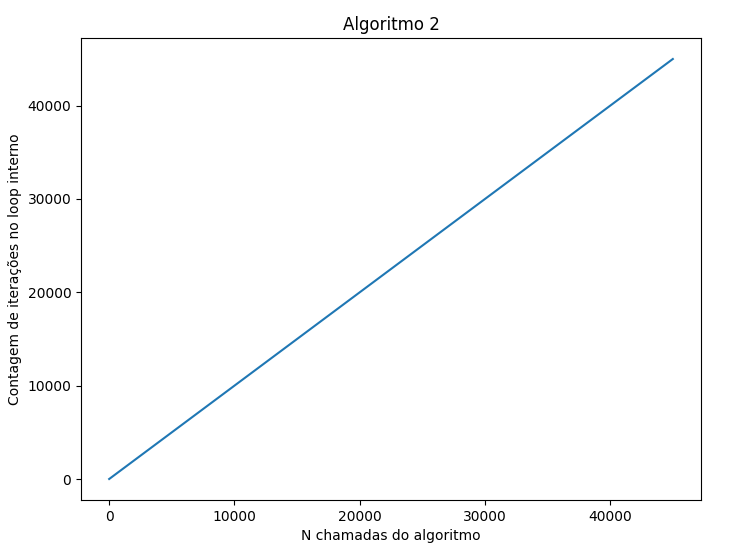 Algoritmo 2
Contagem de iterações no loop interno
40000
30000
20000
10000
0
0 10000 20000 30000 40000
N chamadas do algoritmo